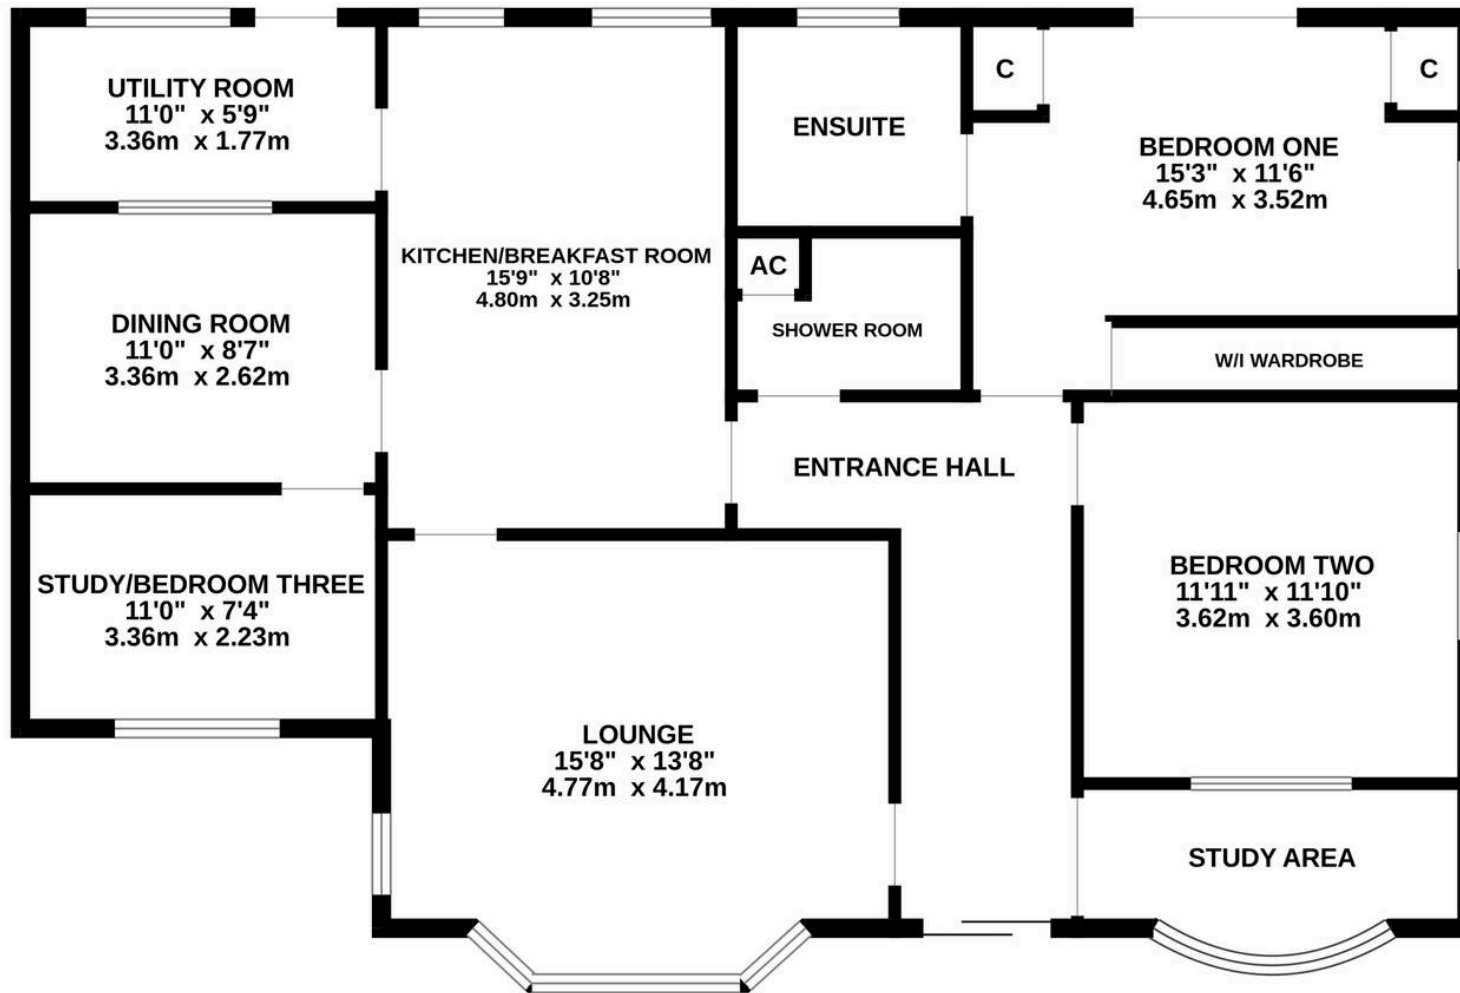 UTILITY ROOM
11'0" x 5'9"
3.36m x 1.77m
C
C
ENSUITE
BEDROOM ONE
15'3" x 11'6"
4.65m x 3.52m
KITCHEN/BREAKFAST ROOM
15'9" x 10'8"
4.80m x 3.25m
AC
SHOWER ROOM
DINING ROOM
11'0" x 8'7"
3.36m x 2.62m
W/I WARDROBE
ENTRANCE HALL
STUDY/BEDROOM THREE
11'0" x 7'4"
3.36m x 2.23m
BEDROOM TWO
11'11" x 11'10"
3.62m x 3.60m
LOUNGE
15'8" x 13'8"
4.77m x 4.17m
STUDY AREA